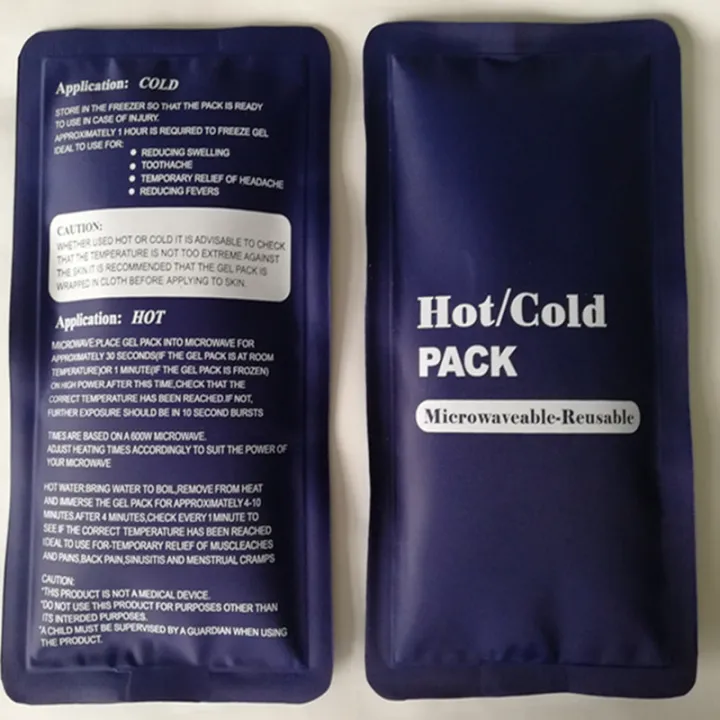 Application: COLD
STORE IN THE FREEZER SO THAT THE PACK IS READY
TO USE IN CASE OF INJURY.
APPROXIMATELY 1 HOUR IS REQUIRED TO FREEZE GEL
IDEAL TO USE FOR:
● REDUCING SWELLING
● TOOTHACHE
● TEMPORARY RELIEF OF HEADACHE
● REDUCING FEVERS
CAUTION:
WHETHER USED HOT OR COLD IT IS ADVISABLE TO CHECK
THAT THE TEMPERATURE IS NOT TOO EXTREME AGAINST
THE SKIN.IT IS RECOMMENDED THAT THE GEL PACK IS
WRAPPED IN CLOTH BEFORE APPLYING TO SKIN.
Application: HOT
MICROWAVE:PLACE GEL PACK INTO MICROWAVE FOR
APPROXIMATELY 30 SECONDS(IF THE GEL PACK IS AT ROOM
TEMPERATURE)OR 1 MINUTE(IF THE GEL PACK IS FROZEN)
ON HIGH POWER.AFTER THIS TIME,CHECK THAT THE
CORRECT TEMPERATURE HAS BEEN REACHED.IF NOT,
FURTHER EXPOSURE SHOULD BE IN 10 SECOND BURSTS
TIMES ARE BASED ON A 600W MICROWAVE.
ADJUST HEATING TIMES ACCORDINGLY TO SUIT THE POWER OF
YOUR MICROWAVE
HOT WATER:BRING WATER TO BOIL,REMOVE FROM HEAT
AND IMMERSE THE GEL PACK FOR APPROXIMATELY 4-10
MINUTES.AFTER 4 MINUTES,CHECK EVERY 1 MINUTE TO
SEE IF THE CORRECT TEMPERATURE HAS BEEN REACHED
IDEAL TO USE FOR-TEMPORARY RELIEF OF MUSCLEACHES
AND PAINS,BACK PAIN,SINUSITIS AND MENSTRUAL CRAMPS
CAUTION:
*THIS PRODUCT IS NOT A MEDICAL DEVICE.
*DO NOT USE THIS PRODUCT FOR PURPOSES OTHER THAN
ITS INTERDED PURPOSES.
*A CHILD MUST BE SUPERVISED BY A GUARDIAN WHEN USING
THE PRODUCT.
Hot/Cold
PACK
Microwaveable-Reusable